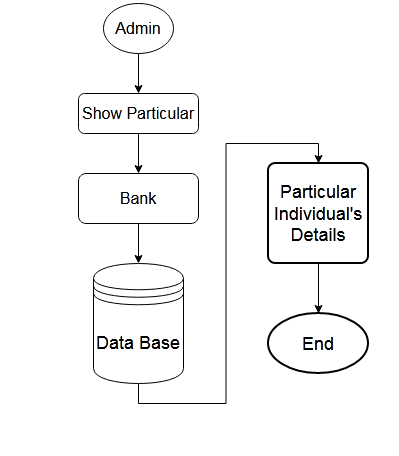 Admin
Show Particular
Bank
Data Base
Particular
Individual's
Details
End